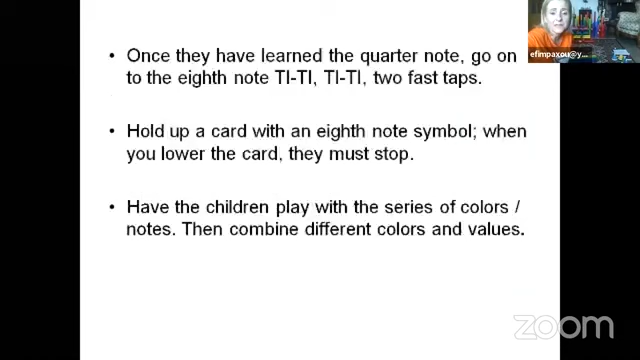 • Once they have learned the quarter note, go on
to the eighth note TI-TI, TI-TI, two fast taps.
• Hold up a card with an eighth note symbol; when
you lower the card, they must stop.
• Have the children play with the series of colors /
notes. Then combine different colors and values.
efimpaxou@y...
zoom